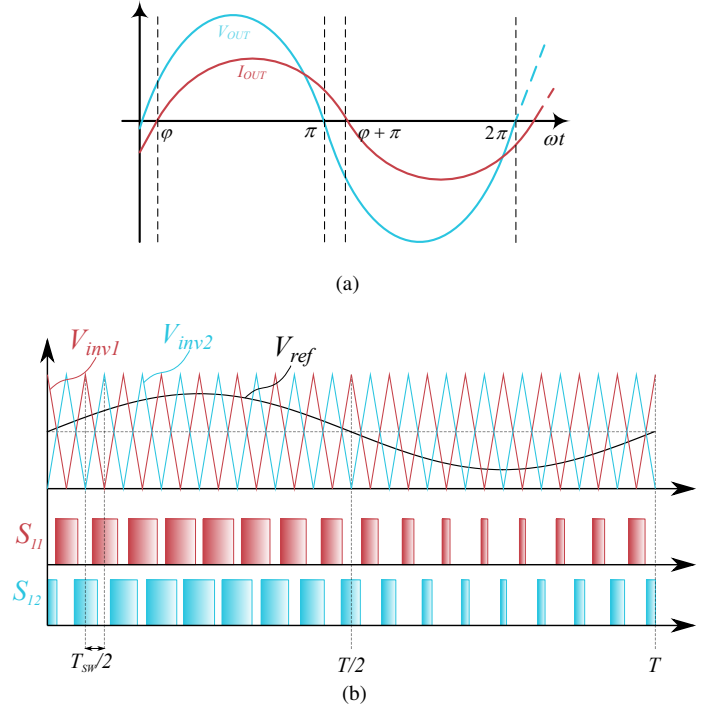 V_OUT
I_OUT
φ π φ + π 2π ωt
(a)
V_inv1 V_inv2 V_ref
S_11
S_12
T_sw/2 T/2 T
(b)